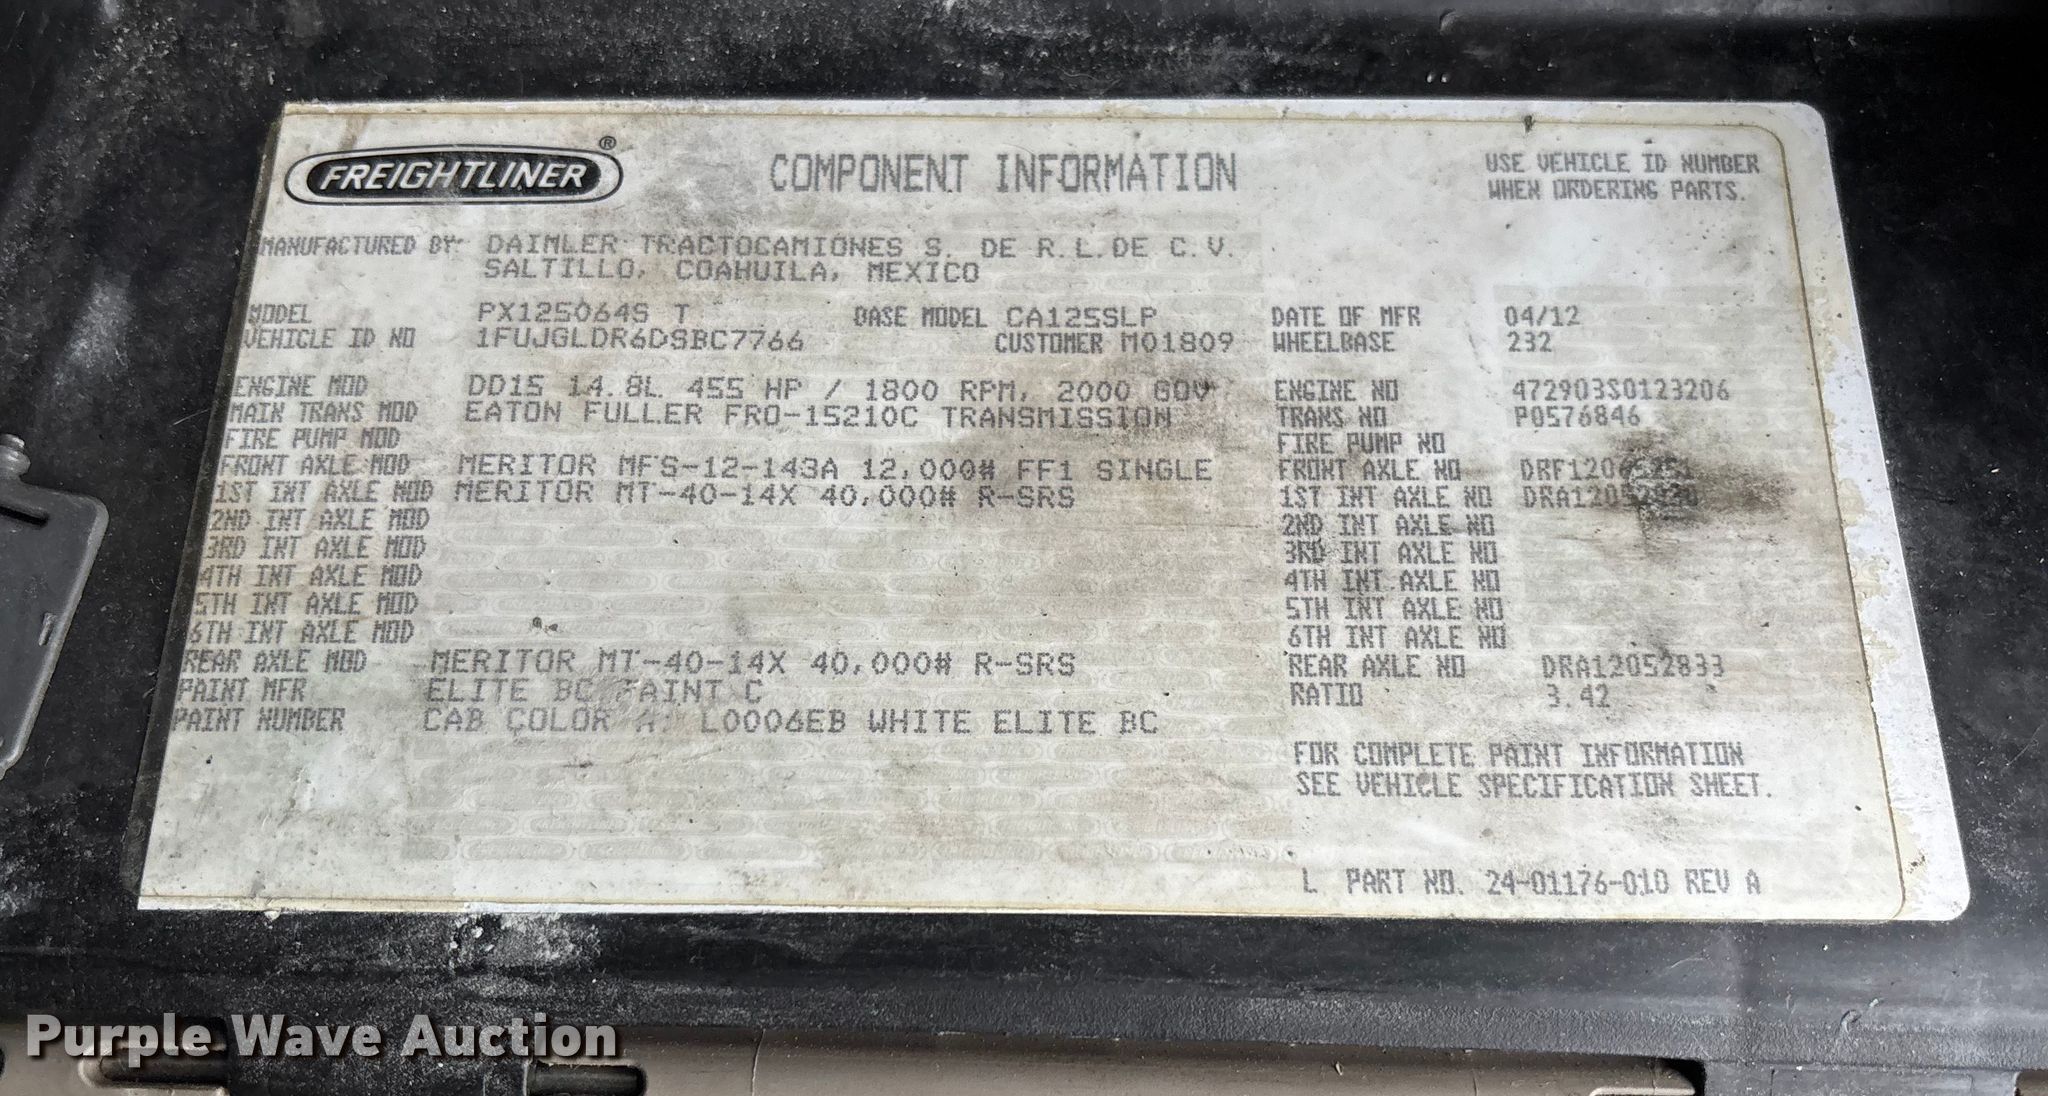 FREIGHTLINER ®
COMPONENT INFORMATION
USE VEHICLE ID NUMBER
WHEN ORDERING PARTS.
MANUFACTURED BY: DAIMLER TRACTOCAMIONES S. DE R.L.DE C.V.
SALTILLO, COAHUILA, MEXICO
MODEL PX125064S T BASE MODEL CA125SLP DATE OF MFR 04/12
VEHICLE ID NO 1FUJGLDR6DSBC7766 CUSTOMER M01809 WHEELBASE 232
ENGINE MOD DD15 14.8L 455 HP / 1800 RPM, 2000 GOV ENGINE NO 472903S0123206
MAIN TRANS MOD EATON FULLER FRO-15210C TRANSMISSION TRANS NO P0576846
FIRE PUMP MOD FIRE PUMP NO
FRONT AXLE MOD MERITOR MFS-12-143A 12,000# FF1 SINGLE FRONT AXLE NO
1ST INT AXLE MOD MERITOR MT-40-14X 40,000# R-SRS 1ST INT AXLE NO
2ND INT AXLE MOD 2ND INT AXLE NO
3RD INT AXLE MOD 3RD INT AXLE NO
4TH INT AXLE MOD 4TH INT AXLE NO
5TH INT AXLE MOD 5TH INT AXLE NO
6TH INT AXLE MOD 6TH INT AXLE NO
REAR AXLE MOD MERITOR MT-40-14X 40,000# R-SRS REAR AXLE NO DRA12052833
PAINT MFR ELITE BC PAINT C RATIO 3.42
PAINT NUMBER CAB COLOR A: L0006EB WHITE ELITE BC
FOR COMPLETE PAINT INFORMATION
SEE VEHICLE SPECIFICATION SHEET.
L PART NO. 24-01176-010 REV A
Purple Wave Auction